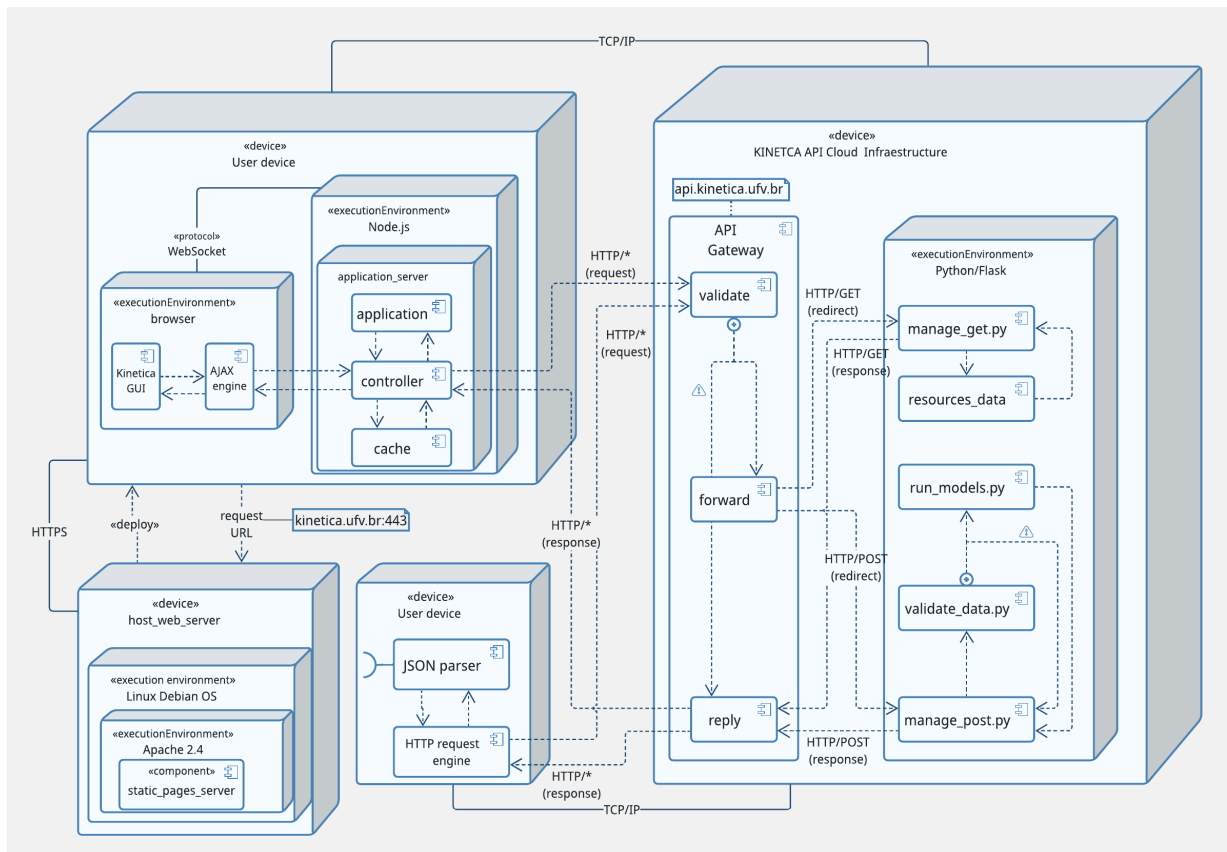 TCP/IP
«device»
User device
«executionEnvironment»
Node.js
«protocol»
WebSocket
application_server
«executionEnvironment»
browser
application
Kinetica
GUI
AJAX
engine
controller
cache
HTTP/*
(request)
HTTP/*
(request)
«device»
KINETCA API Cloud Infraestructure
api.kinetica.ufv.br
API
Gateway
validate
«executionEnvironment»
Python/Flask
HTTP/GET
(redirect)
manage_get.py
HTTP/GET
(response)
resources_data
forward
run_models.py
HTTPS
«deploy»
request
URL
kinetica.ufv.br:443
HTTP/*
(response)
HTTP/POST
(redirect)
validate_data.py
«device»
host_web_server
«execution environment»
Linux Debian OS
«executionEnvironment»
Apache 2.4
«component»
static_pages_server
«device»
User device
JSON parser
HTTP request
engine
reply
manage_post.py
HTTP/POST
(response)
HTTP/*
(response)
TCP/IP